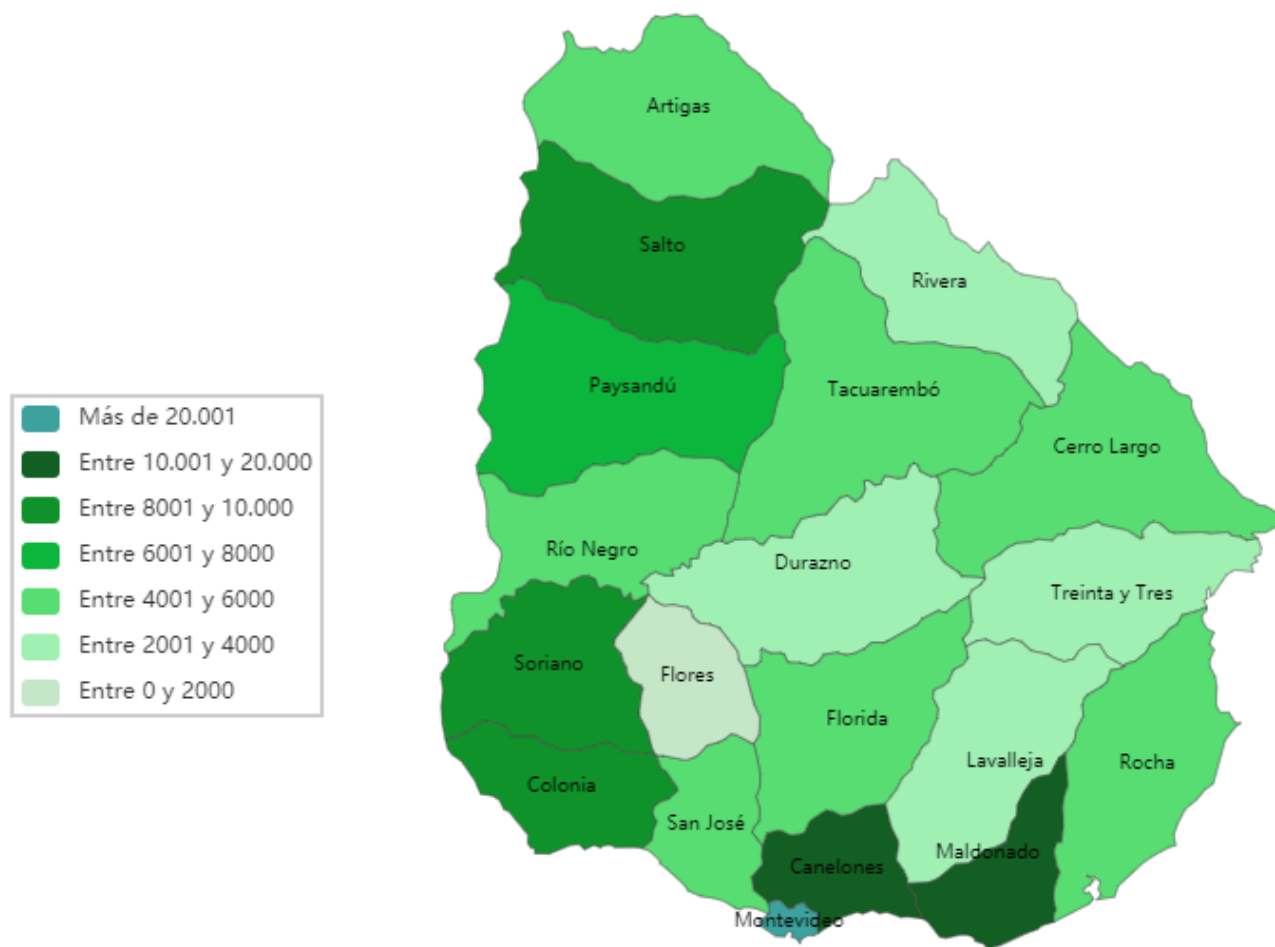 Artigas
Salto
Rivera
Paysandú
Tacuarembó
Más de 20.001
Entre 10.001 y 20.000
Entre 8001 y 10.000
Entre 6001 y 8000
Entre 4001 y 6000
Entre 2001 y 4000
Entre 0 y 2000
Cerro Largo
Río Negro
Durazno
Treinta y Tres
Soriano
Flores
Florida
Lavalleja
Rocha
Colonia
San José
Maldonado
Canelones
Montevideo